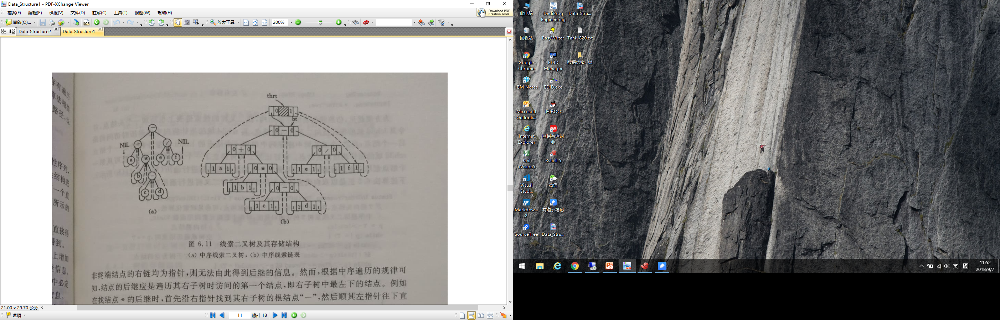 Data_Structure1 - PDF-XChange Viewer
檔案(F) 編輯(E) 檢視(V) 文件(D) 註解(C) 工具(T) 視窗(W) 幫助(H)
Download PDF
Creation Tools
開啟(O)... OCR 放大工具 200%
Data_Structure2 Data_Structure1
序有遍历
算法相类
路径,也
生序列,
结构进
一个直
所示的
直接得
得到。
上增加
信息,
中必定
信息。
thrt
0 1
bt
0 - 0
0 + 0 0 / 0
1 a 1 0 * 0 1 e 1 1 f 1
1 b 1 0 - 0
1 c 1 1 d 1
(b)
-
NIL + / NIL
a * e f
b -
c d
(a)
图 6.11 线索二叉树及其存储结构
(a) 中序线索二叉树; (b) 中序线索链表
非终端结点的右链均为指针,则无法由此得到后继的信息。然而,根据中序遍历的规律可
知,结点的后继应是遍历其右子树时访问的第一个结点,即右子树中最左下的结点。例如
在找结点 * 的后继时,首先沿右指针找到其右子树的根结点“－”,然后顺其左指针往下直
21.00 x 29.70 公分
選項 11 總計 18
此电脑 DediProg Engineering Data_Stru...
回收站 EasyWriter Tank-820.txt
Google Chrome EDID Manager 数据结构--树
IBM Notes EDID.exe
Microsoft Outlook... 腾讯QQ
Internet Explorer 网易有道词典
Keil uVision5 Xshell 5
Visual Stud... 微信
Markdow... 2 有道云笔记
SourceTree Data_Stru...
英 M
11:52
2018/9/7